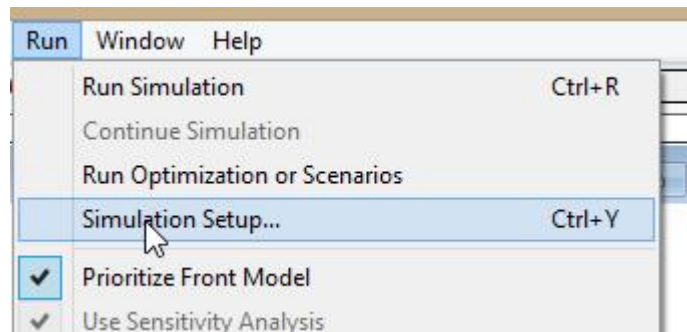 Run Window Help
Run Simulation Ctrl+R
Continue Simulation
Run Optimization or Scenarios
Simulation Setup... Ctrl+Y
Prioritize Front Model
Use Sensitivity Analysis